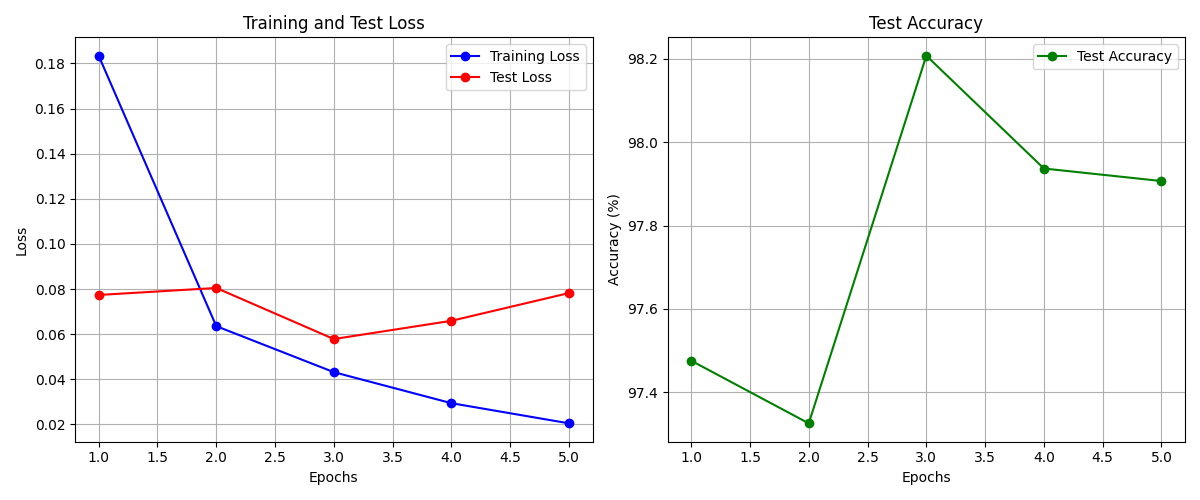 Training and Test Loss
Training Loss
Test Loss
0.18
0.16
0.14
0.12
0.10
0.08
0.06
0.04
0.02
Loss
1.0 1.5 2.0 2.5 3.0 3.5 4.0 4.5 5.0
Epochs
Test Accuracy
Test Accuracy
98.2
98.0
97.8
97.6
97.4
Accuracy (%)
1.0 1.5 2.0 2.5 3.0 3.5 4.0 4.5 5.0
Epochs